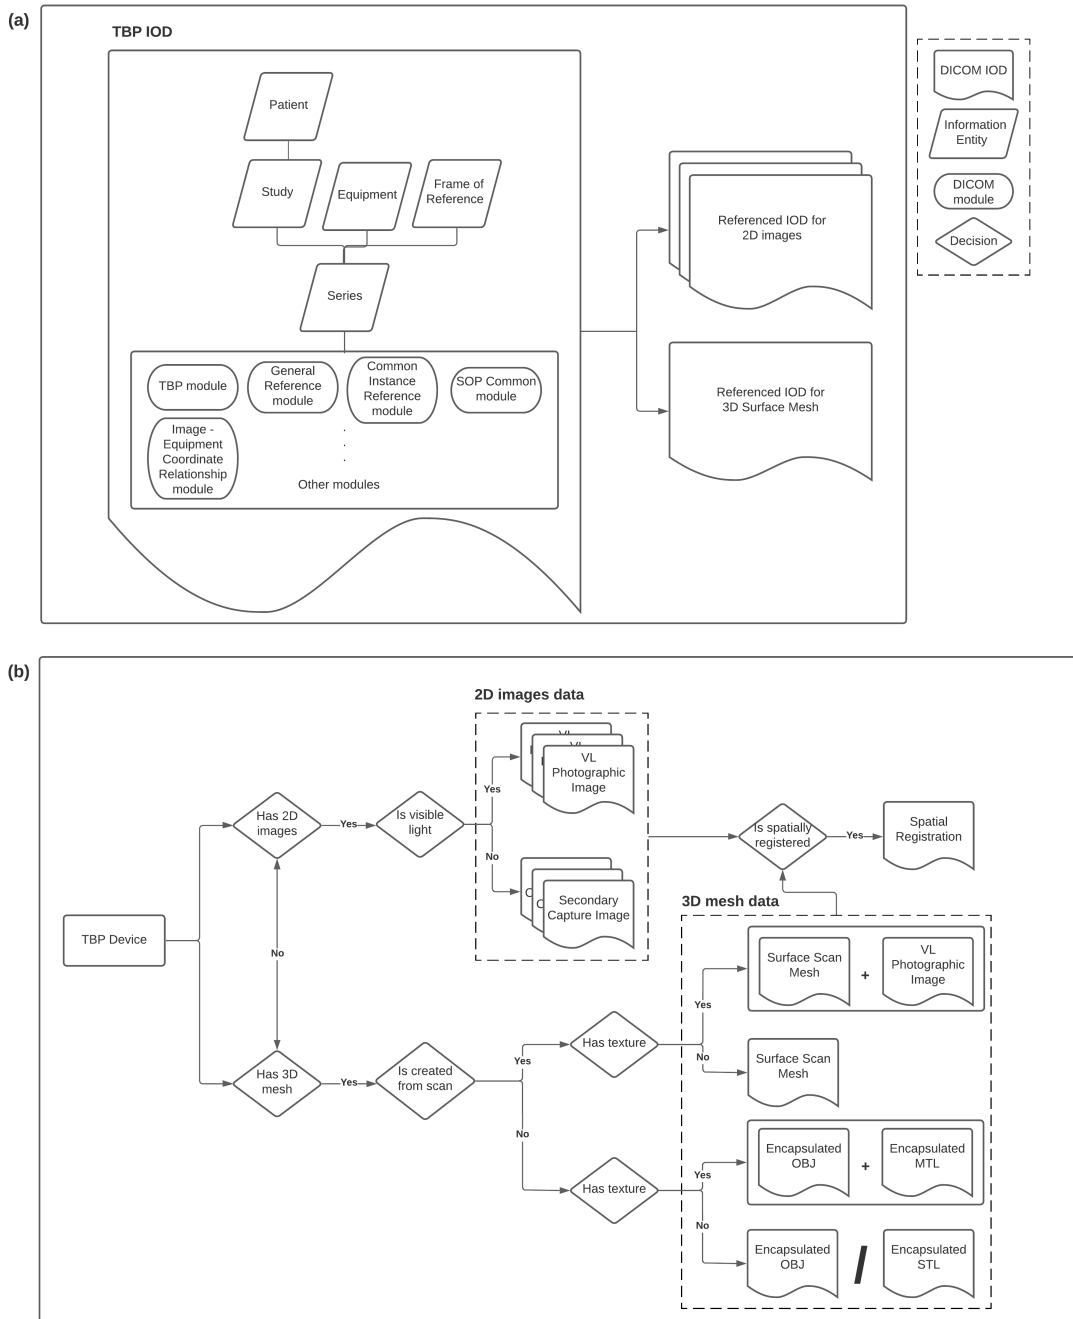 (a)
TBP IOD
Patient
Study
Equipment
Frame of
Reference
Series
TBP module
General
Reference
module
Common
Instance
Reference
module
SOP Common
module
Image -
Equipment
Coordinate
Relationship
module
.
.
.
Other modules
Referenced IOD for
2D images
Referenced IOD for
3D Surface Mesh
DICOM IOD
Information
Entity
DICOM
module
Decision
(b)
2D images data
VL
Photographic
Image
Yes
Has 2D
images
Yes
Is visible
light
No
Secondary
Capture Image
Is spatially
registered
Yes
Spatial
Registration
TBP Device
No
3D mesh data
Surface Scan
Mesh
+
VL
Photographic
Image
Yes
Has 3D
mesh
Yes
Is created
from scan
Yes
Has texture
No
Surface Scan
Mesh
No
Has texture
Yes
Encapsulated
OBJ
+
Encapsulated
MTL
No
Encapsulated
OBJ
/
Encapsulated
STL